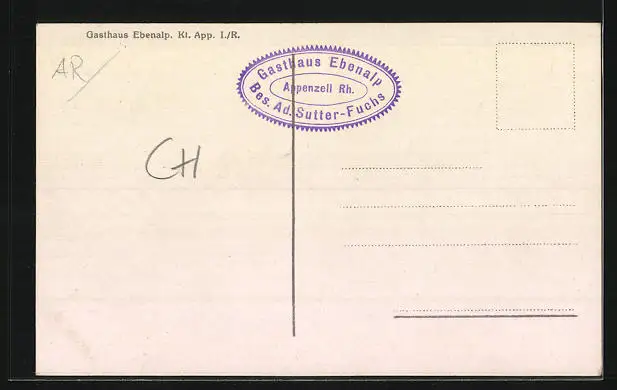 Gasthaus Ebenalp. Kt. App. I./R.
AR
Gasthaus Ebenalp
Appenzell Rh.
Bes. Ad. Sutter-Fuchs
CH